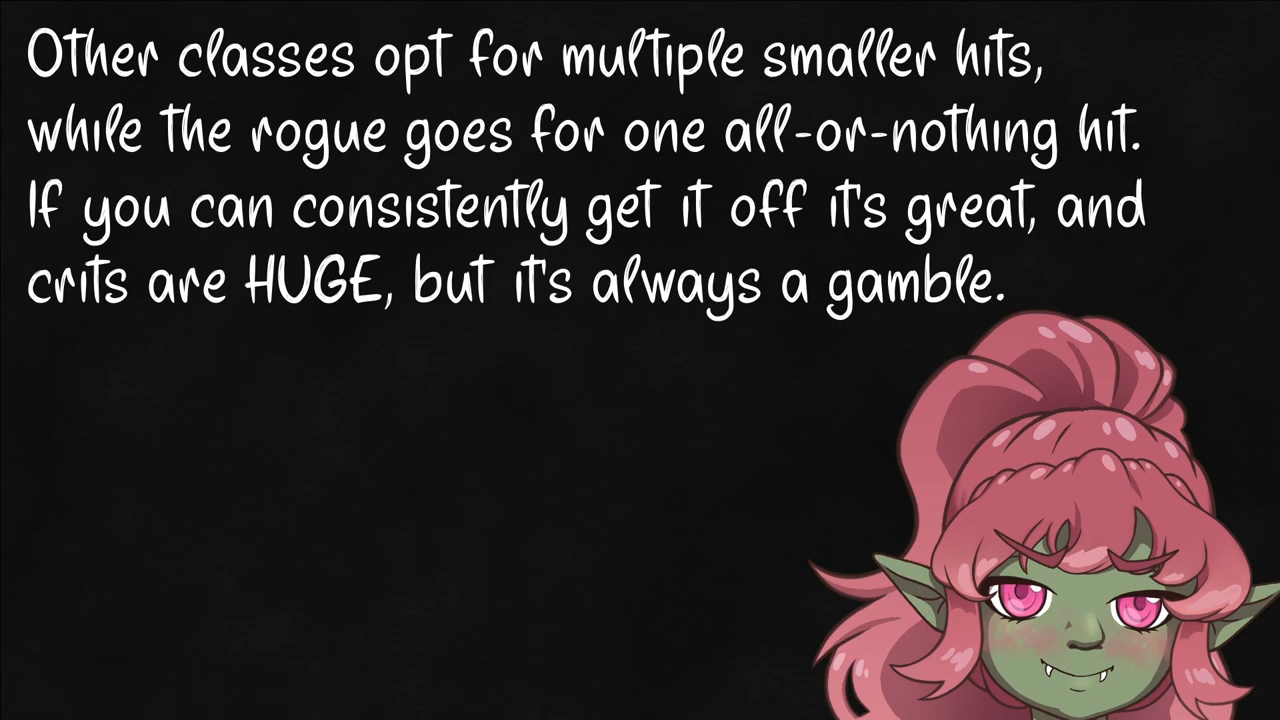 Other classes opt for multiple smaller hits,
while the rogue goes for one all-or-nothing hit.
If you can consistently get it off it's great, and
crits are HUGE, but it's always a gamble.